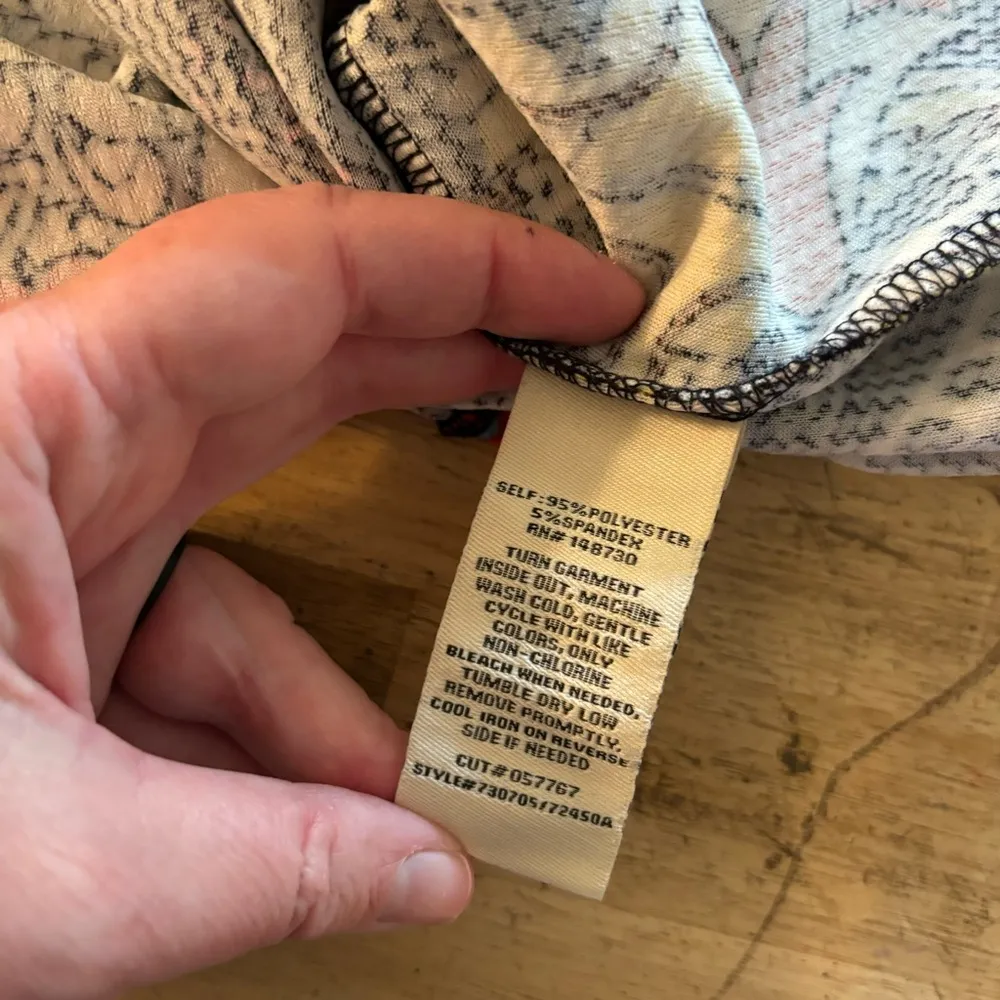 SELF:95%POLYESTER
5%SPANDEX
RN# 148730
TURN GARMENT
INSIDE OUT, MACHINE
WASH COLD, GENTLE
CYCLE WITH LIKE
COLORS, ONLY
NON-CHLORINE
BLEACH WHEN NEEDED,
TUMBLE DRY LOW
REMOVE PROMPTLY.
COOL IRON ON REVERSE
SIDE IF NEEDED
CUT# 057767
STYLE#730705/72450A